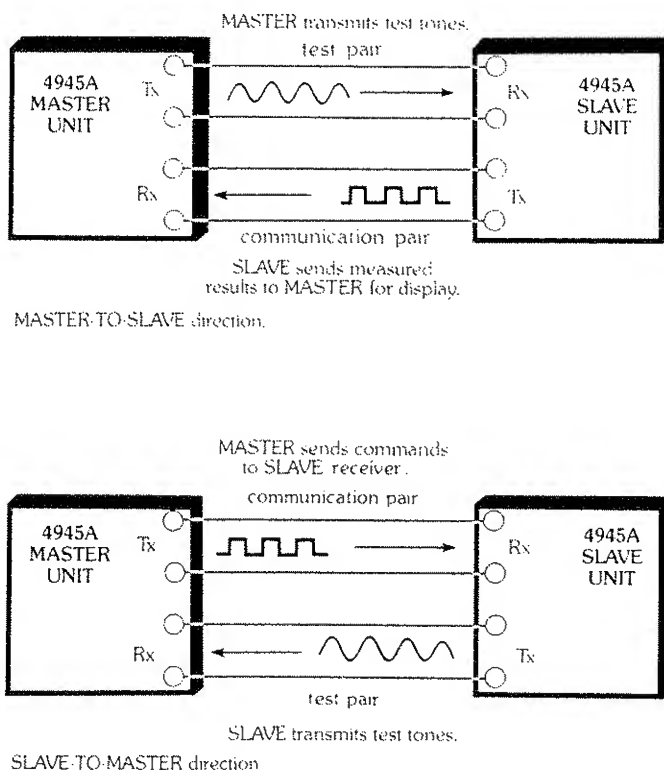 MASTER transmits test tones.
test pair
4945A
MASTER
UNIT
Tx
Rx
Rx
Tx
4945A
SLAVE
UNIT
communication pair
SLAVE sends measured
results to MASTER for display.
MASTER-TO-SLAVE direction.
MASTER sends commands
to SLAVE receiver.
communication pair
4945A
MASTER
UNIT
Tx
Rx
Rx
Tx
4945A
SLAVE
UNIT
test pair
SLAVE transmits test tones.
SLAVE-TO-MASTER direction